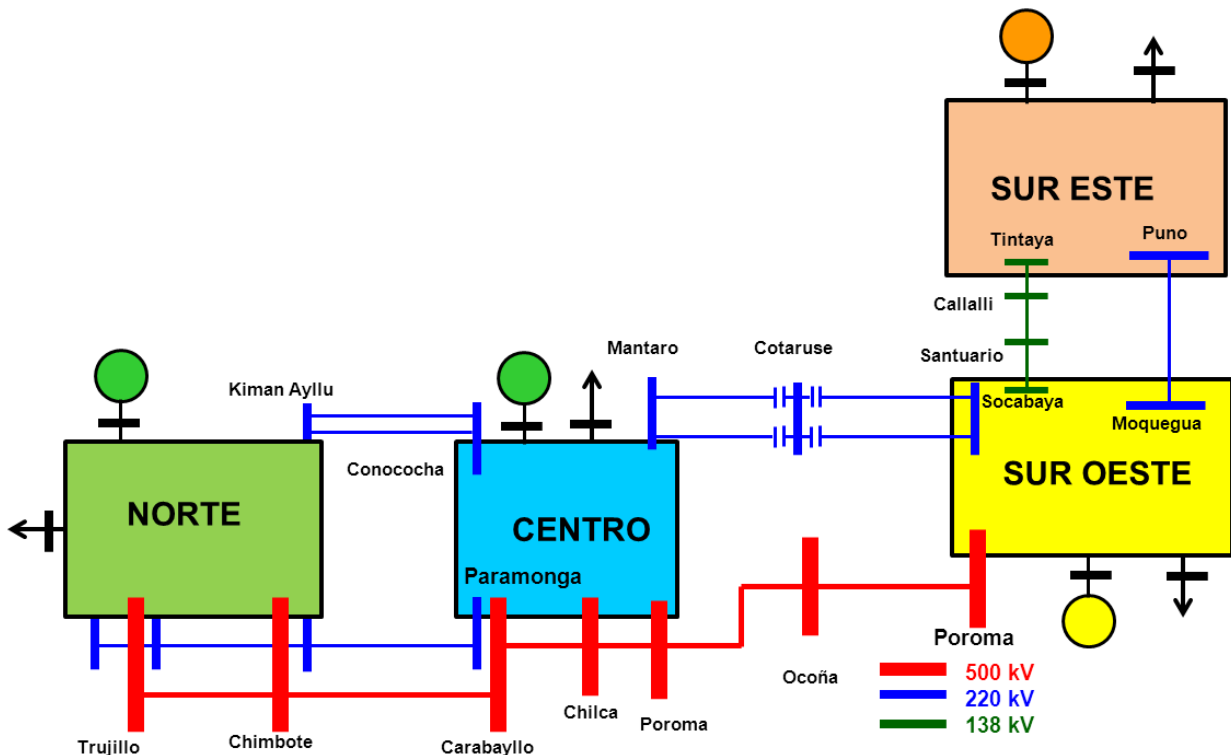 SUR ESTE
Tintaya
Puno
Callalli
Santuario
Mantaro
Cotaruse
Socabaya
Moquegua
Kiman Ayllu
Conococha
SUR OESTE
NORTE
CENTRO
Paramonga
Poroma
Ocoña
500 kV
220 kV
138 kV
Chilca
Poroma
Trujillo
Chimbote
Carabayllo